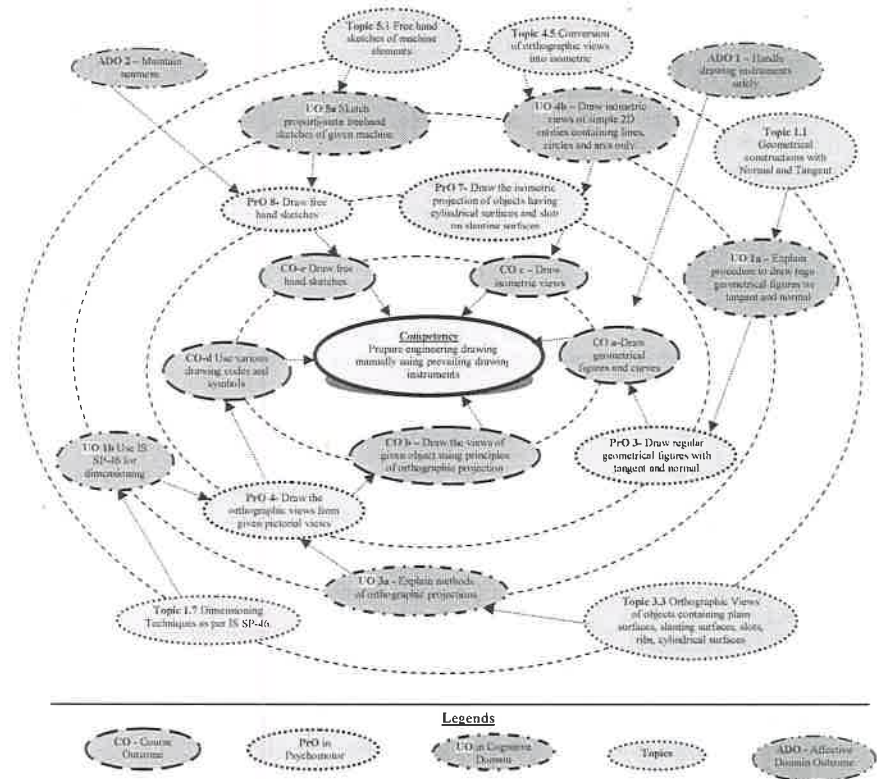 Topic 5.1 Free hand
sketches of machine
elements
Topic 4.5 Conversion
of orthographic views
into isometric
ADO 2 – Maintain
neatness
ADO 1 – Handle
drawing instruments
safely
UO 5a Sketch
proportionate freehand
sketches of given machine
UO 4b – Draw isometric
views of simple 2D
entities containing lines,
circles and arcs only.
Topic 1.1
Geometrical
constructions with
Normal and Tangent
PrO 8- Draw free
hand sketches
PrO 7- Draw the isometric
projection of objects having
cylindrical surfaces and slots
on slanting surfaces
UO 1a – Explain
procedure to draw regu
geometrical figures w
tangent and normal
CO-e Draw free
hand sketches
CO c – Draw
isometric views
Competency
Prepare engineering drawing
manually using prevailing drawing
instruments
CO-d Use various
drawing codes and
symbols
CO a-Draw
geometrical
figures and curves
UO 1b Use IS
SP-46 for
dimensioning
CO b – Draw the views of
given object using principles
of orthographic projection
PrO 3- Draw regular
geometrical figures with
tangent and normal
PrO 4- Draw the
orthographic views from
given pictorial views
UO 3a - Explain methods
of orthographic projections
Topic 1.7 Dimensioning
Techniques as per IS SP-46
Topic 3.3 Orthographic Views
of objects containing plain
surfaces, slanting surfaces, slots,
ribs, cylindrical surfaces
Legends
CO - Course
Outcome
PrO in
Psychomotor
UO in Cognitive
Domain
Topics
ADO - Affective
Domain Outcome